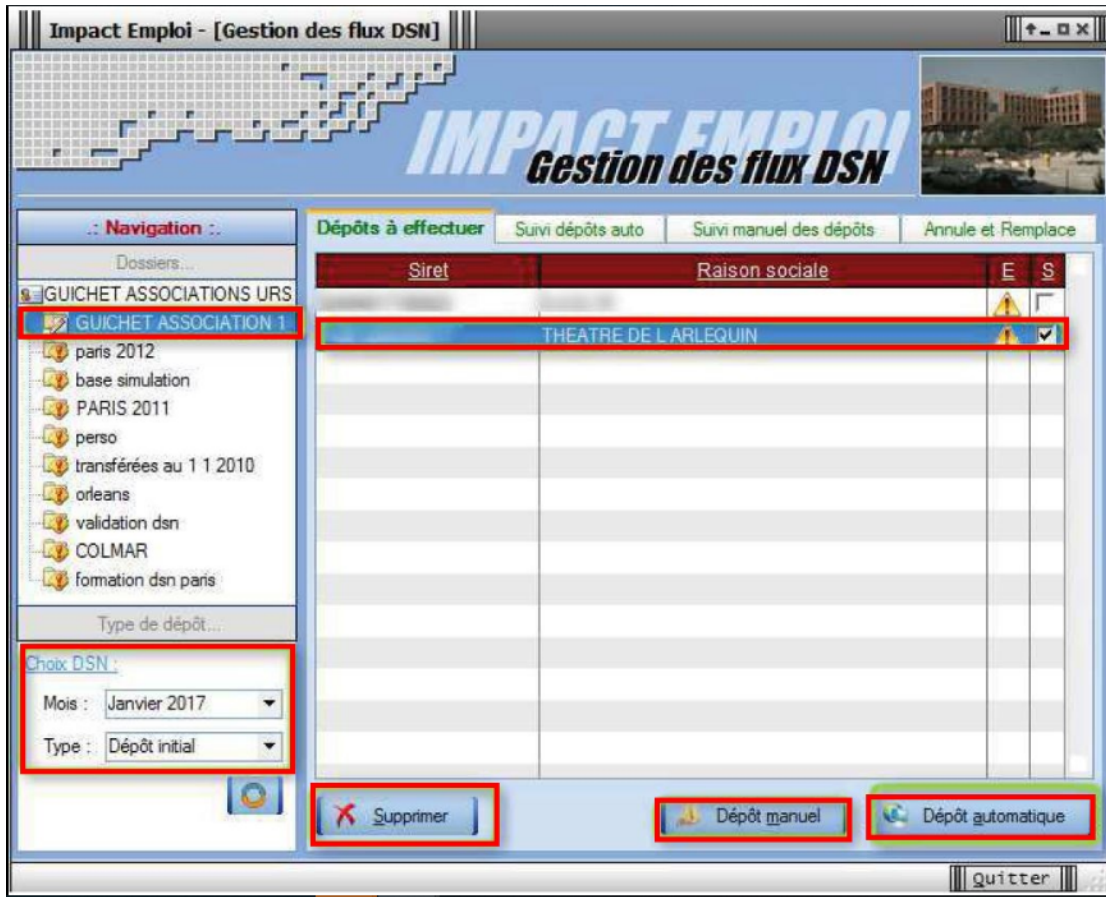 Impact Emploi - [Gestion des flux DSN]
IMPACT EMPLOI
Gestion des flux DSN
.: Navigation :.
Dossiers...
GUICHET ASSOCIATIONS URS
GUICHET ASSOCIATION 1
paris 2012
base simulation
PARIS 2011
perso
transférées au 1 1 2010
orleans
validation dsn
COLMAR
formation dsn paris
Type de dépôt...
Choix DSN :
Mois : Janvier 2017
Type : Dépôt initial
Dépôts à effectuer Suivi dépôts auto Suivi manuel des dépôts Annule et Remplace
Siret Raison sociale E S
THEATRE DE L ARLEQUIN
Supprimer Dépôt manuel Dépôt automatique
Quitter